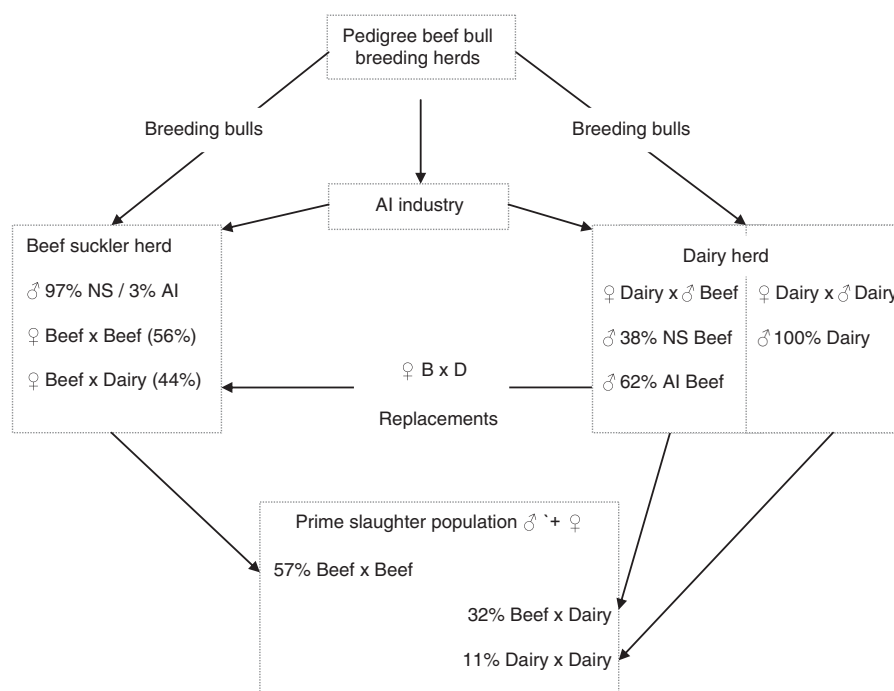 Pedigree beef bull
breeding herds
Breeding bulls
Breeding bulls
AI industry
Beef suckler herd
♂ 97% NS / 3% AI
♀ Beef x Beef (56%)
♀ Beef x Dairy (44%)
Dairy herd
♀ Dairy x ♂ Beef
♂ 38% NS Beef
♂ 62% AI Beef
♀ Dairy x ♂ Dairy
♂ 100% Dairy
♀ B x D
Replacements
Prime slaughter population ♂ `+ ♀
57% Beef x Beef
32% Beef x Dairy
11% Dairy x Dairy